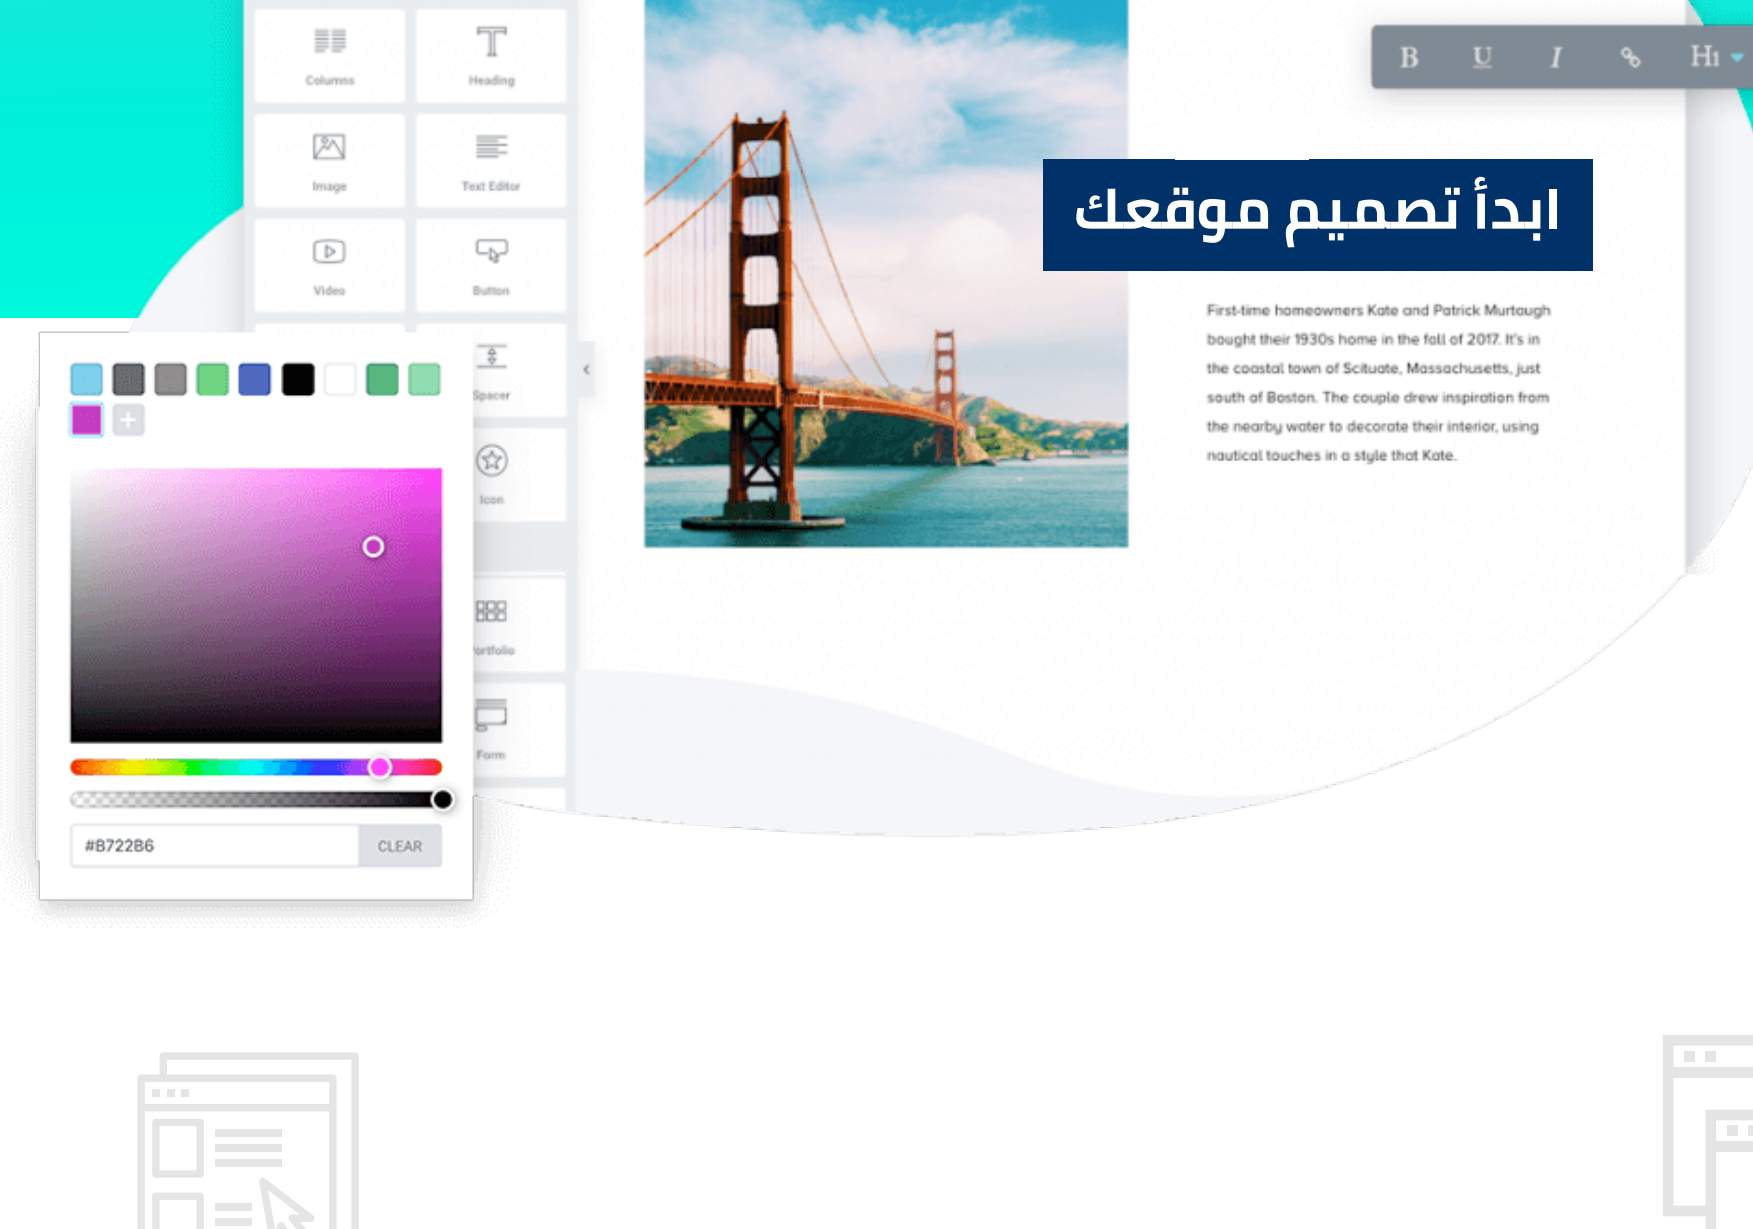 Columns
Heading
B U I H1
Image
Text Editor
ابدأ تصميم موقعك
Video
Button
First-time homeowners Kate and Patrick Murtaugh
bought their 1930s home in the fall of 2017. It's in
the coastal town of Scituate, Massachusetts, just
south of Boston. The couple drew inspiration from
the nearby water to decorate their interior, using
nautical touches in a style that Kate.
Spacer
Icon
ortfolio
Form
#B722B6
CLEAR